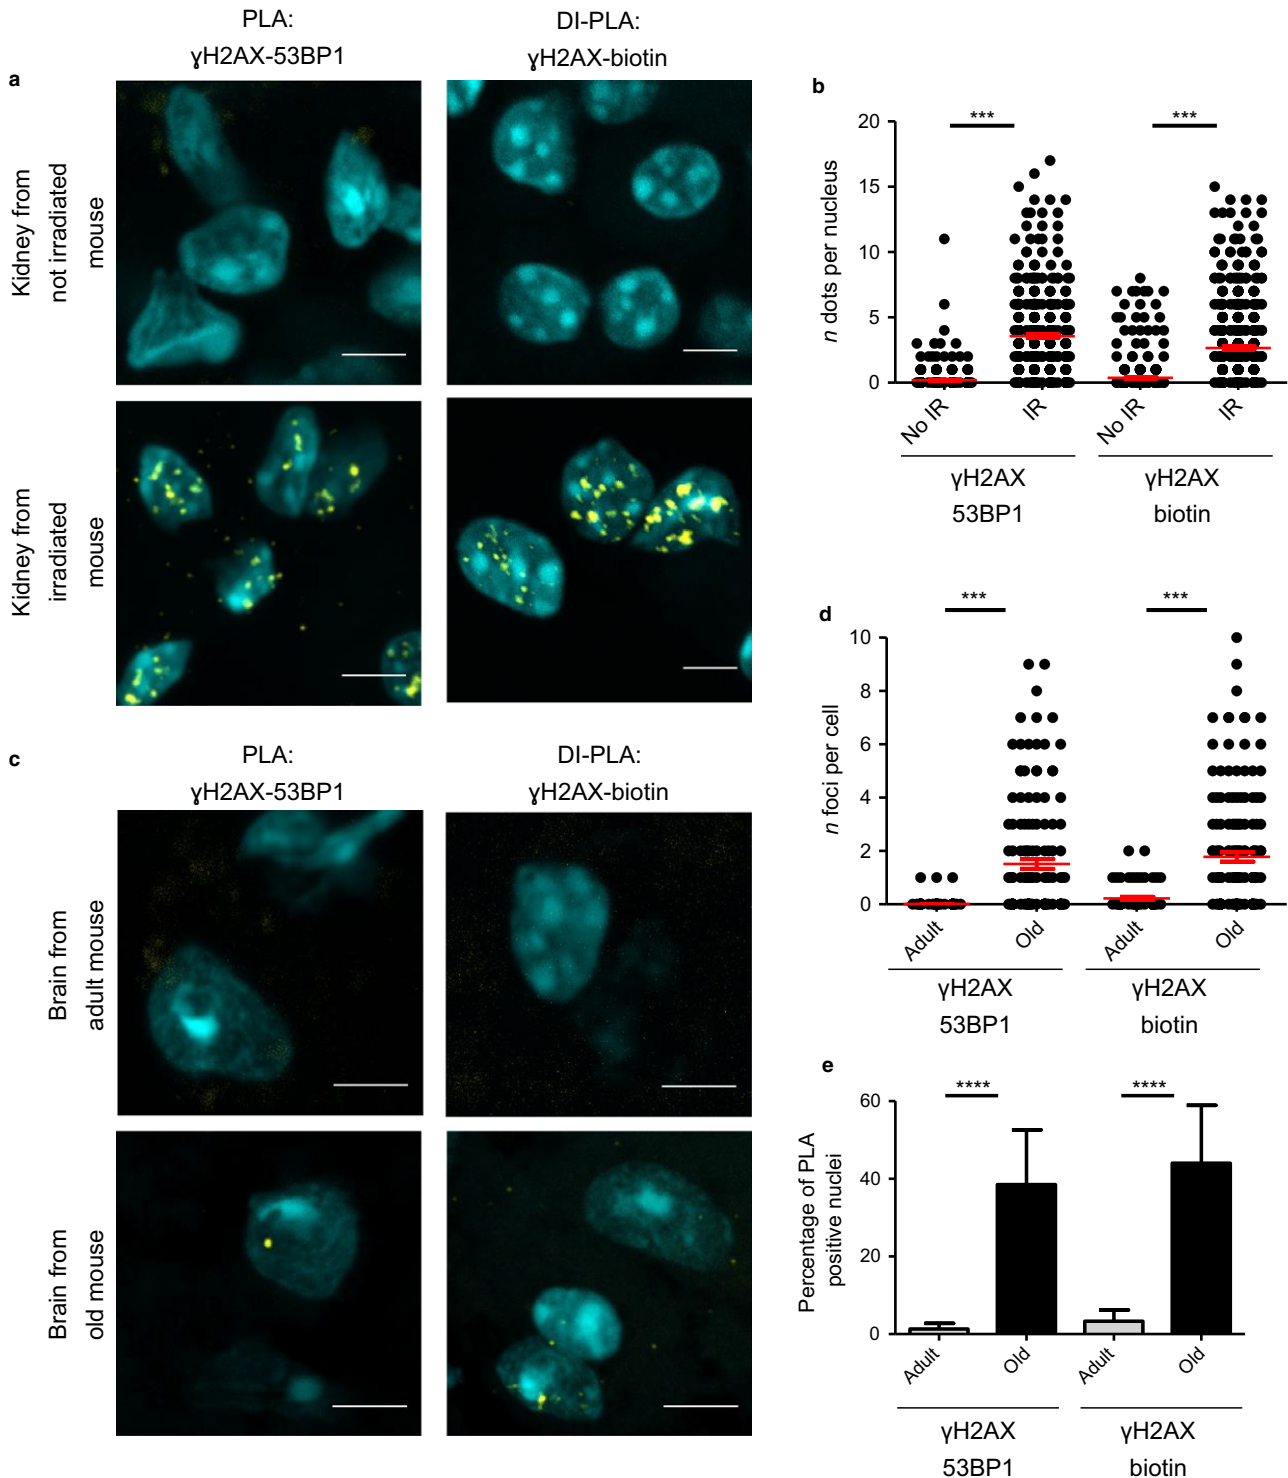 a
PLA:
ɣH2AX-53BP1
DI-PLA:
ɣH2AX-biotin
Kidney from
not irradiated
mouse
Kidney from
irradiated
mouse
b
n dots per nucleus
20
15
10
5
0
***
***
No IR
IR
No IR
IR
γH2AX
53BP1
γH2AX
biotin
c
PLA:
ɣH2AX-53BP1
DI-PLA:
ɣH2AX-biotin
Brain from
adult mouse
Brain from
old mouse
d
n foci per cell
10
8
6
4
2
0
***
***
Adult
Old
Adult
Old
γH2AX
53BP1
γH2AX
biotin
e
Percentage of PLA
positive nuclei
60
40
20
0
****
****
Adult
Old
Adult
Old
γH2AX
53BP1
γH2AX
biotin